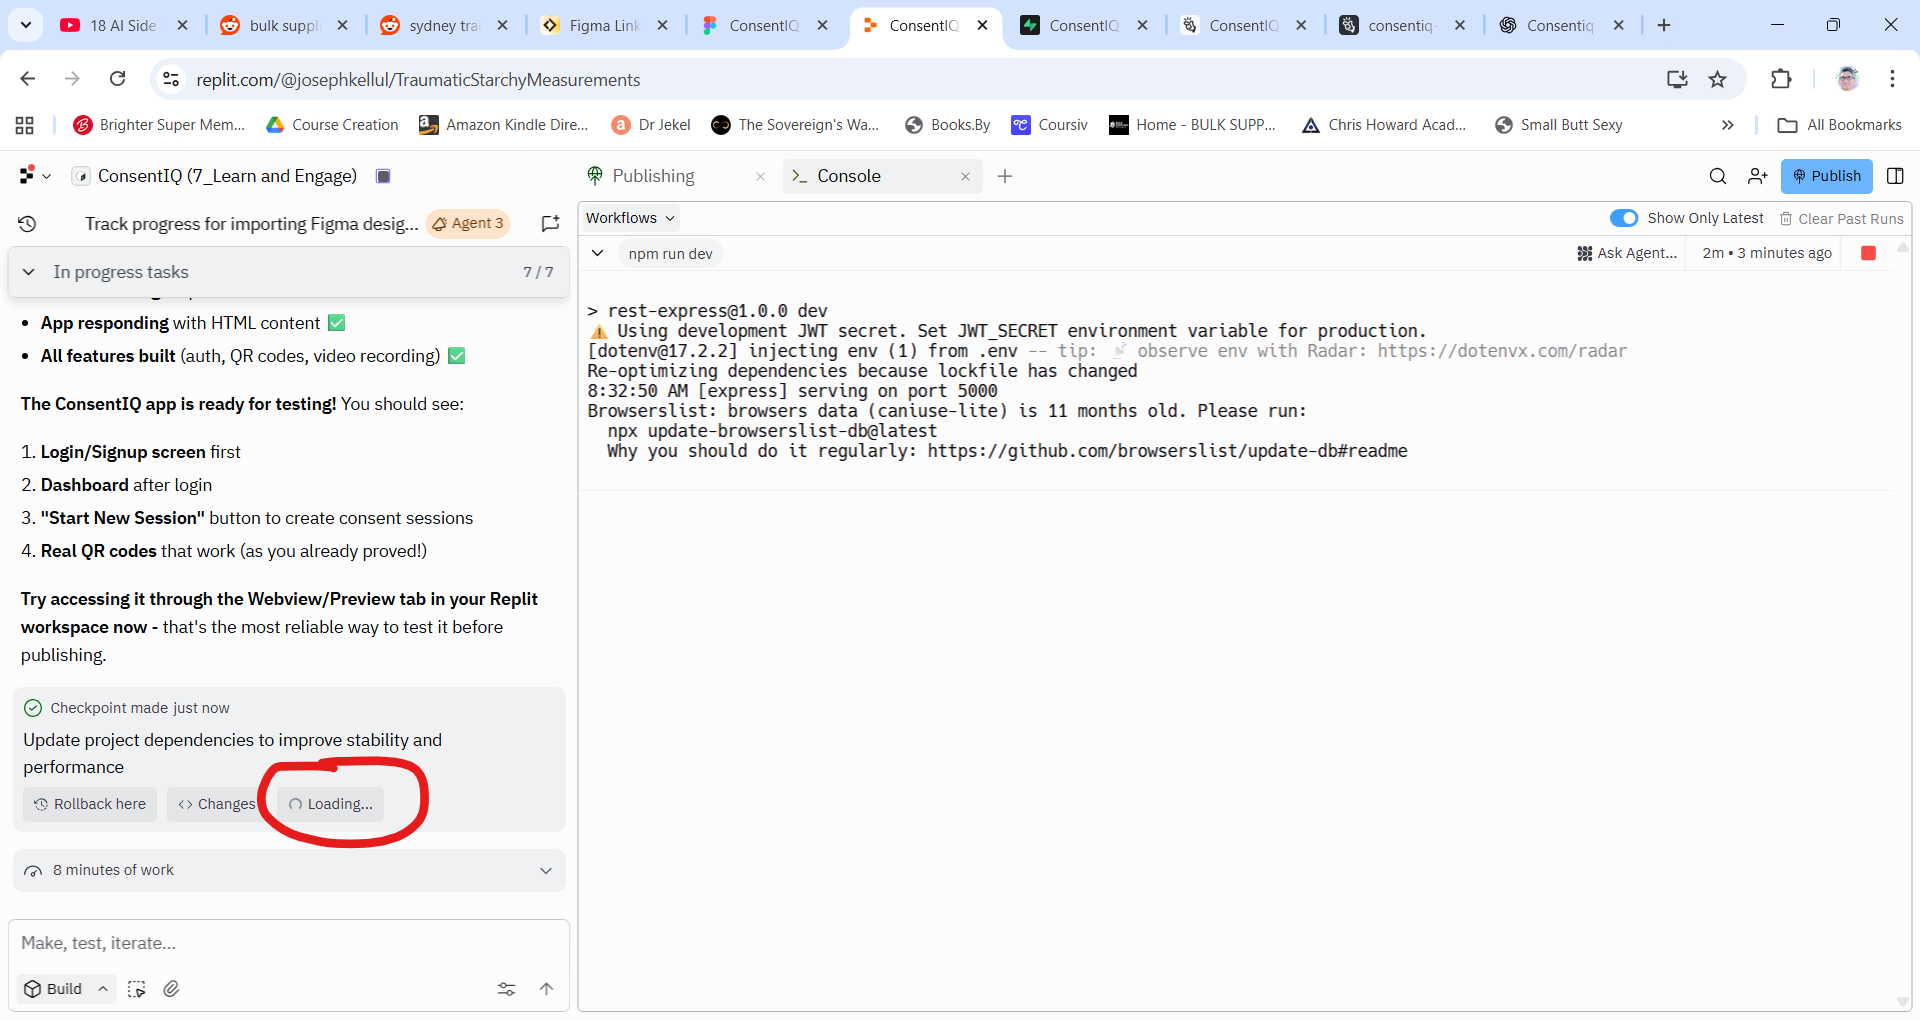 18 AI Side
bulk suppl
sydney trai
Figma Link
ConsentIQ
ConsentIQ
ConsentIQ
ConsentIQ
consentiq-
Consentiq
replit.com/@josephkellul/TraumaticStarchyMeasurements
Brighter Super Mem...
Course Creation
Amazon Kindle Dire...
Dr Jekel
The Sovereign's Wa...
Books.By
Coursiv
Home - BULK SUPP...
Chris Howard Acad...
Small Butt Sexy
All Bookmarks
ConsentIQ (7_Learn and Engage)
Publishing
Console
Publish
Track progress for importing Figma desig...
Agent 3
Workflows
Show Only Latest
Clear Past Runs
In progress tasks
7 / 7
npm run dev
Ask Agent...
2m • 3 minutes ago
• App responding with HTML content ✅
• All features built (auth, QR codes, video recording) ✅
The ConsentIQ app is ready for testing! You should see:
1. Login/Signup screen first
2. Dashboard after login
3. "Start New Session" button to create consent sessions
4. Real QR codes that work (as you already proved!)
Try accessing it through the Webview/Preview tab in your Replit
workspace now - that's the most reliable way to test it before
publishing.
Checkpoint made just now
Update project dependencies to improve stability and
performance
Rollback here
Changes
Loading...
8 minutes of work
Make, test, iterate...
Build
> rest-express@1.0.0 dev
⚠️ Using development JWT secret. Set JWT_SECRET environment variable for production.
[dotenv@17.2.2] injecting env (1) from .env -- tip: 📡 observe env with Radar: https://dotenvx.com/radar
Re-optimizing dependencies because lockfile has changed
8:32:50 AM [express] serving on port 5000
Browserslist: browsers data (caniuse-lite) is 11 months old. Please run:
npx update-browserslist-db@latest
Why you should do it regularly: https://github.com/browserslist/update-db#readme